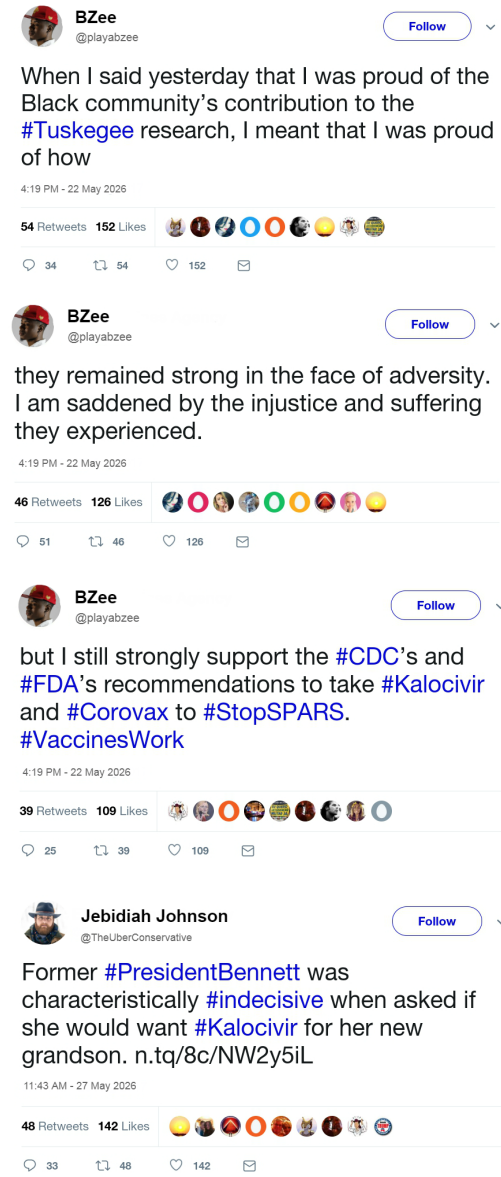 BZee
@playabzee
Follow
When I said yesterday that I was proud of the
Black community’s contribution to the
#Tuskegee research, I meant that I was proud
of how
4:19 PM - 22 May 2026
54 Retweets 152 Likes
34 54 152
BZee
@playabzee
Follow
they remained strong in the face of adversity.
I am saddened by the injustice and suffering
they experienced.
4:19 PM - 22 May 2026
46 Retweets 126 Likes
51 46 126
BZee
@playabzee
Follow
but I still strongly support the #CDC’s and
#FDA’s recommendations to take #Kalocivir
and #Corovax to #StopSPARS.
#VaccinesWork
4:19 PM - 22 May 2026
39 Retweets 109 Likes
25 39 109
Jebidiah Johnson
@TheUberConservative
Follow
Former #PresidentBennett was
characteristically #indecisive when asked if
she would want #Kalocivir for her new
grandson. n.tq/8c/NW2y5iL
11:43 AM - 27 May 2026
48 Retweets 142 Likes
33 48 142